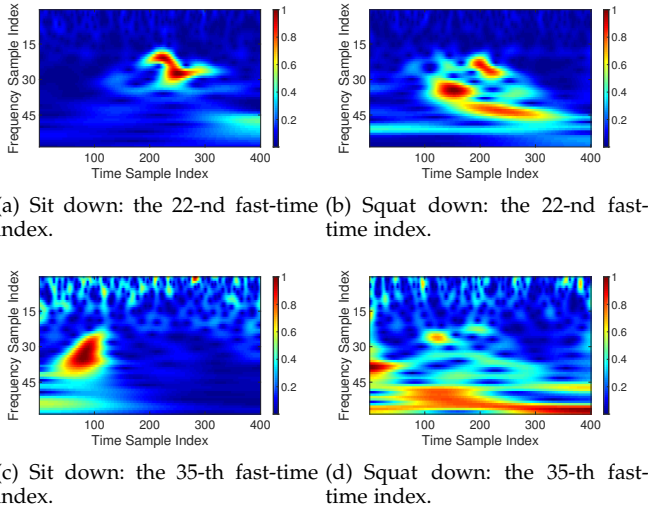 1
15
0.8
30
0.6
0.4
45
0.2
100 200 300 400
Time Sample Index
Frequency Sample Index
1
15
0.8
30
0.6
0.4
45
0.2
100 200 300 400
Time Sample Index
Frequency Sample Index
(a) Sit down: the 22-nd fast-time
index.
(b) Squat down: the 22-nd fast-
time index.
1
15
0.8
30
0.6
0.4
45
0.2
100 200 300 400
Time Sample Index
Frequency Sample Index
1
15
0.8
30
0.6
0.4
45
0.2
100 200 300 400
Time Sample Index
Frequency Sample Index
(c) Sit down: the 35-th fast-time
index.
(d) Squat down: the 35-th fast-
time index.